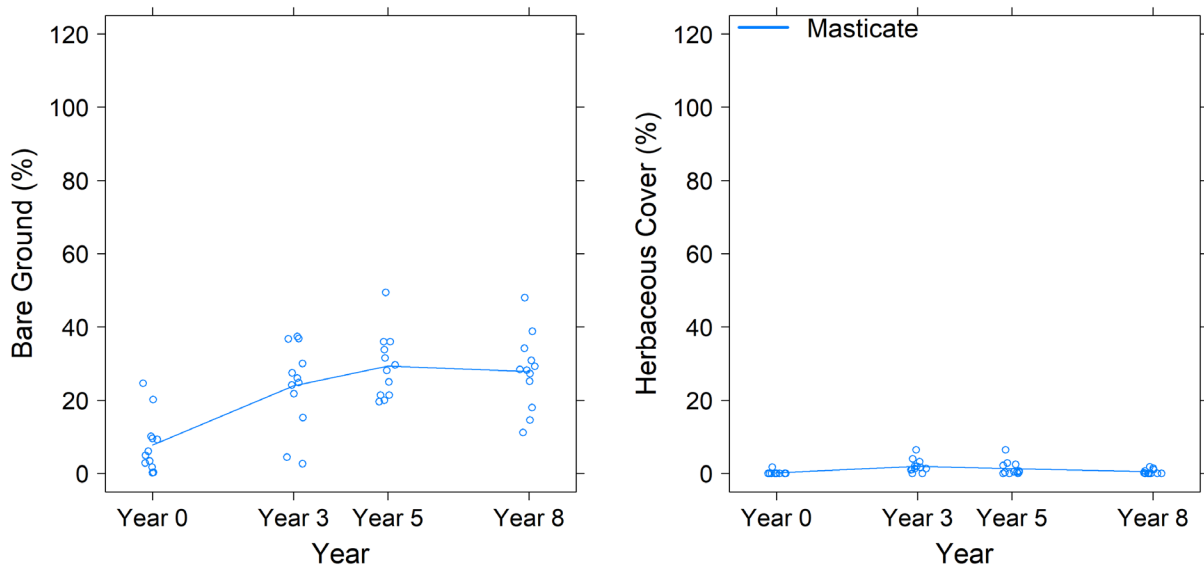 Bare Ground (%)
120
100
80
60
40
20
0
Year 0
Year 3
Year 5
Year 8
Year
Herbaceous Cover (%)
120
100
80
60
40
20
0
Masticate
Year 0
Year 3
Year 5
Year 8
Year